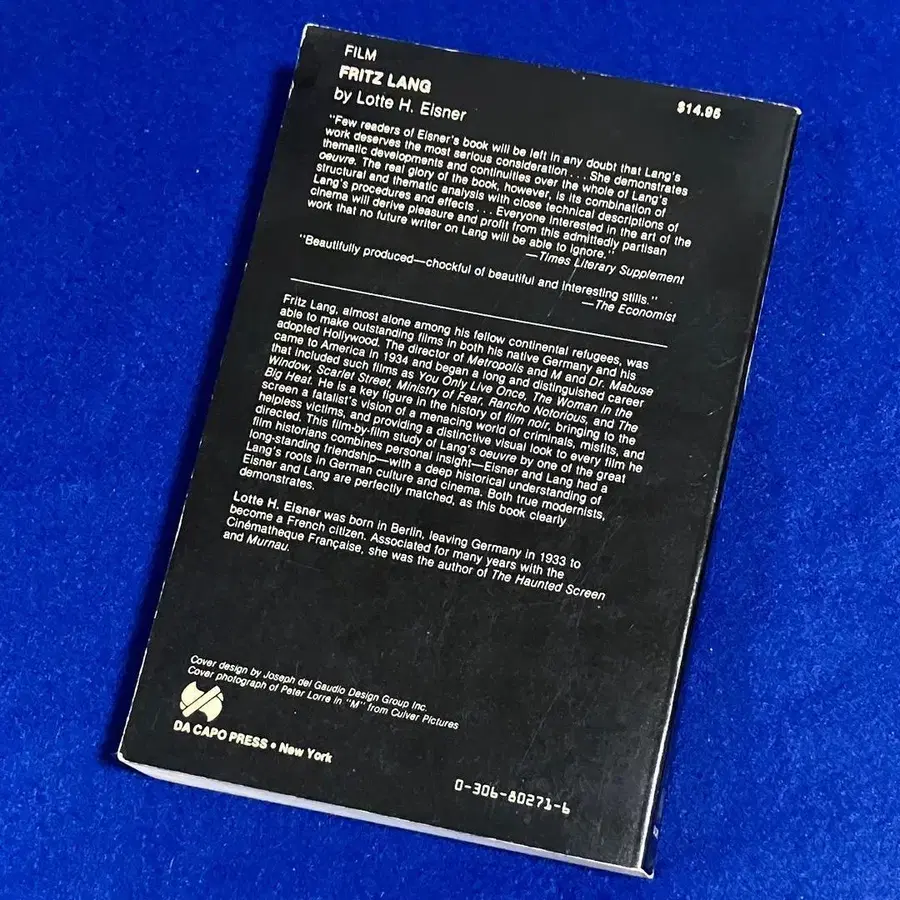 FILM
FRITZ LANG
by Lotte H. Eisner
$14.95
"Few readers of Eisner's book will be left in any doubt that Lang's
work deserves the most serious consideration . . . She demonstrates
thematic developments and continuities over the whole of Lang's
oeuvre. The real glory of the book, however, is its combination of
structural and thematic analysis with close technical descriptions of
Lang's procedures and effects . . . Everyone interested in the art of the
cinema will derive pleasure and profit from this admittedly partisan
work that no future writer on Lang will be able to ignore."
—Times Literary Supplement
"Beautifully produced—chockful of beautiful and interesting stills."
—The Economist
Fritz Lang, almost alone among his fellow continental refugees, was
able to make outstanding films in both his native Germany and his
adopted Hollywood. The director of Metropolis and M and Dr. Mabuse
came to America in 1934 and began a long and distinguished career
that included such films as You Only Live Once, The Woman in the
Window, Scarlet Street, Ministry of Fear, Rancho Notorious, and The
Big Heat. He is a key figure in the history of film noir, bringing to the
screen a fatalist's vision of a menacing world of criminals, misfits, and
helpless victims, and providing a distinctive visual look to every film he
directed. This film-by-film study of Lang's oeuvre by one of the great
film historians combines personal insight—Eisner and Lang had a
long-standing friendship—with a deep historical understanding of
Lang's roots in German culture and cinema. Both true modernists,
Eisner and Lang are perfectly matched, as this book clearly
demonstrates.
Lotte H. Eisner was born in Berlin, leaving Germany in 1933 to
become a French citizen. Associated for many years with the
Cinématheque Française, she was the author of The Haunted Screen
and Murnau.
Cover design by Joseph del Gaudio Design Group Inc.
Cover photograph of Peter Lorre in "M" from Culver Pictures
DA CAPO PRESS • New York
0-306-80271-6